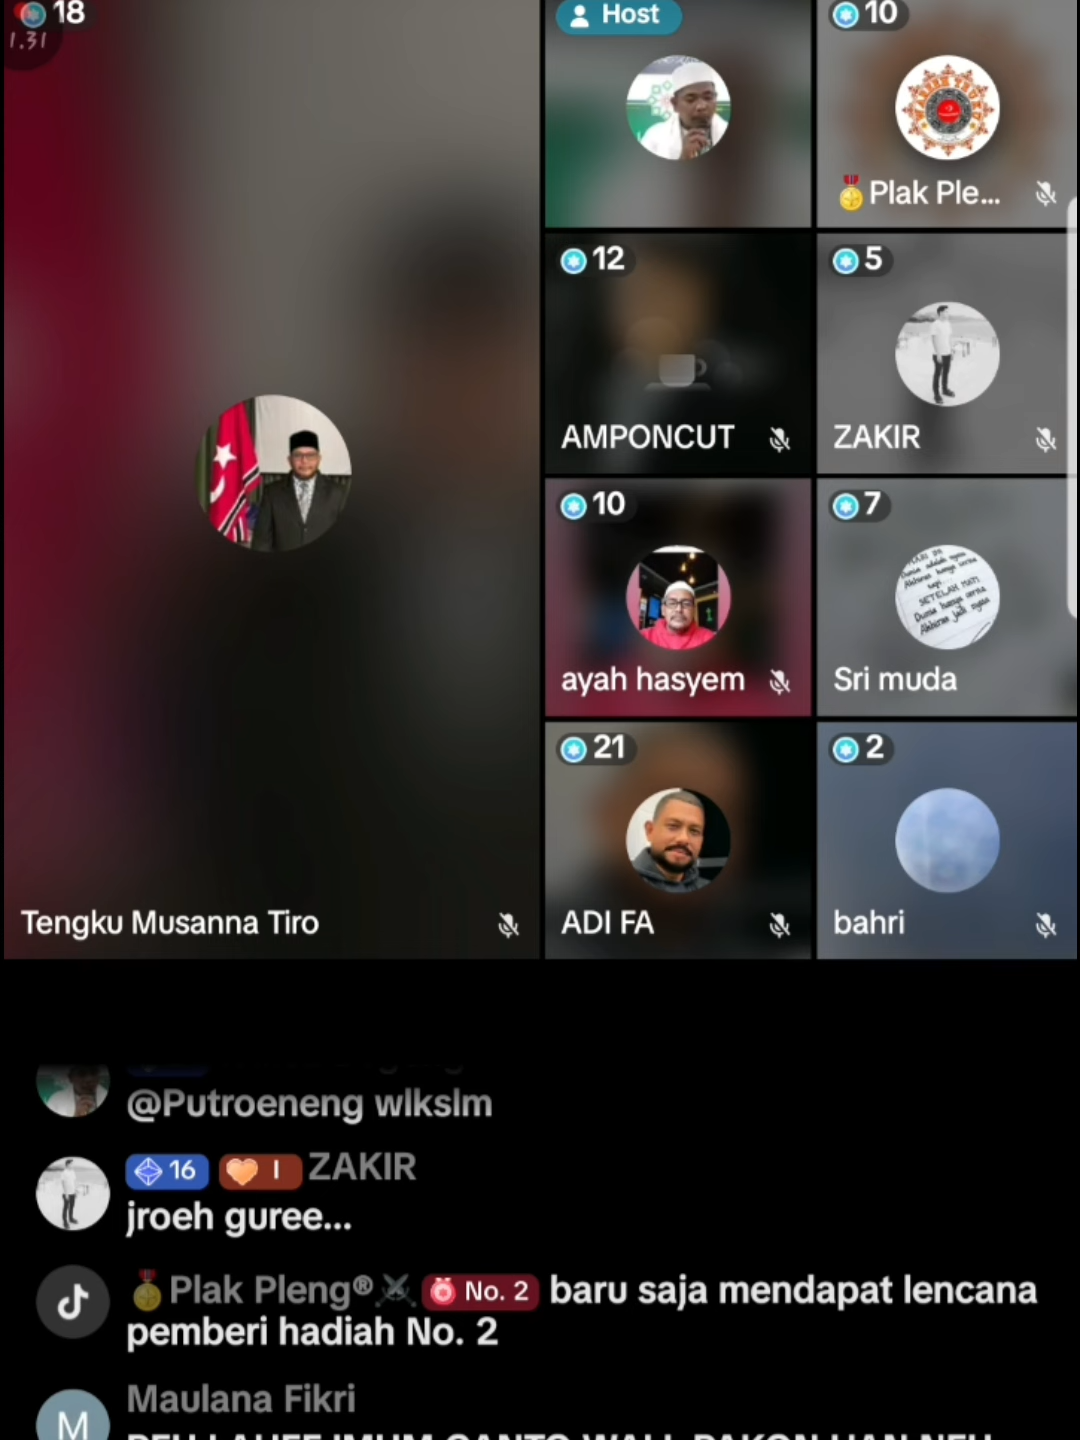 18
1.31
Host
10
Plak Ple...
12
AMPONCUT
5
ZAKIR
10
ayah hasyem
7
SETELAH MATI
Sri muda
21
ADI FA
2
bahri
Tengku Musanna Tiro
@Putroeneng wlkslm
16 I ZAKIR
jroeh guree...
Plak Pleng® No. 2 baru saja mendapat lencana
pemberi hadiah No. 2
Maulana Fikri
M